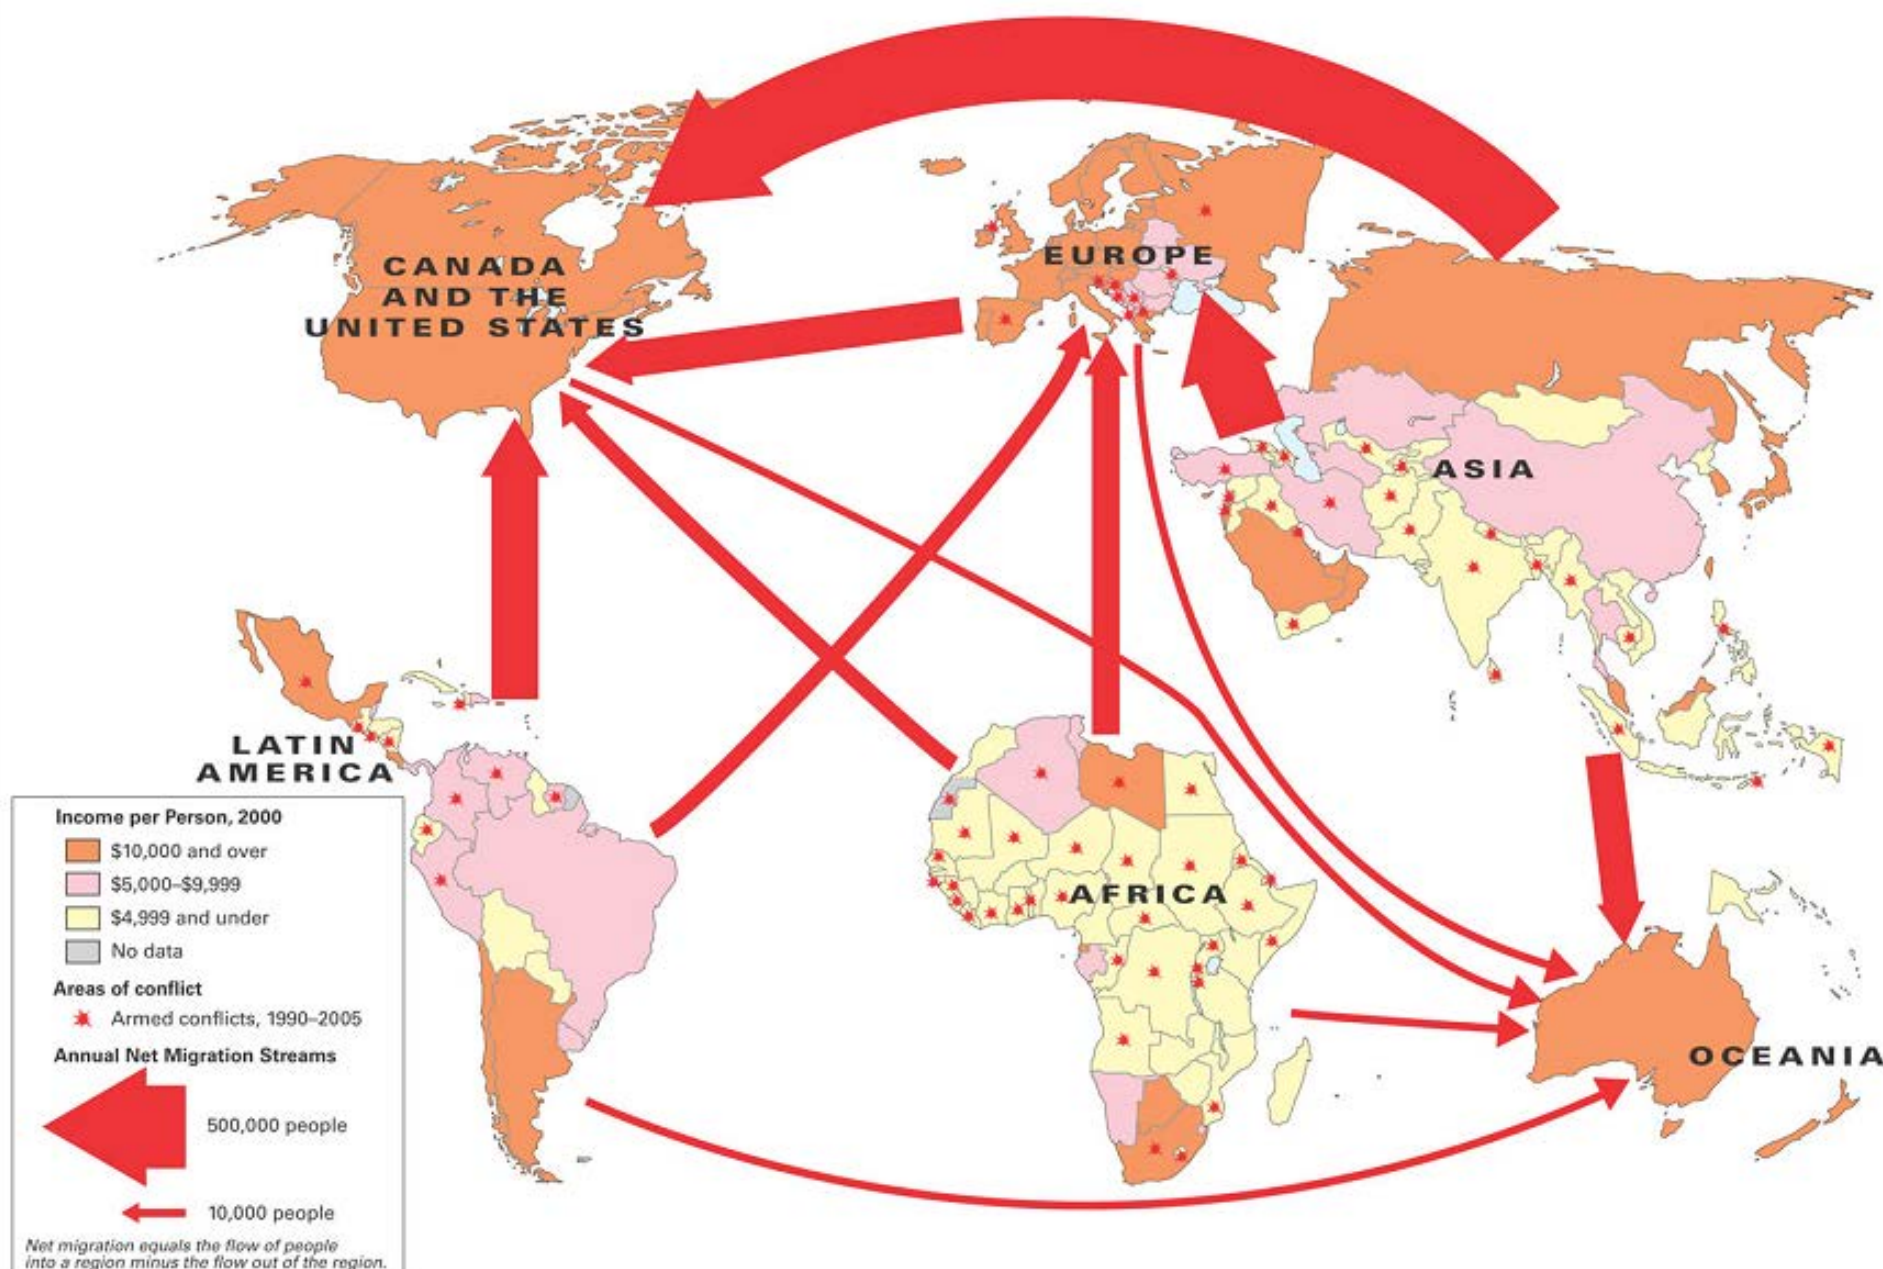 CANADA
AND THE
UNITED STATES
EUROPE
ASIA
LATIN
AMERICA
AFRICA
OCEANIA
Income per Person, 2000
$10,000 and over
$5,000–$9,999
$4,999 and under
No data
Areas of conflict
Armed conflicts, 1990–2005
Annual Net Migration Streams
500,000 people
10,000 people
Net migration equals the flow of people
into a region minus the flow out of the region.